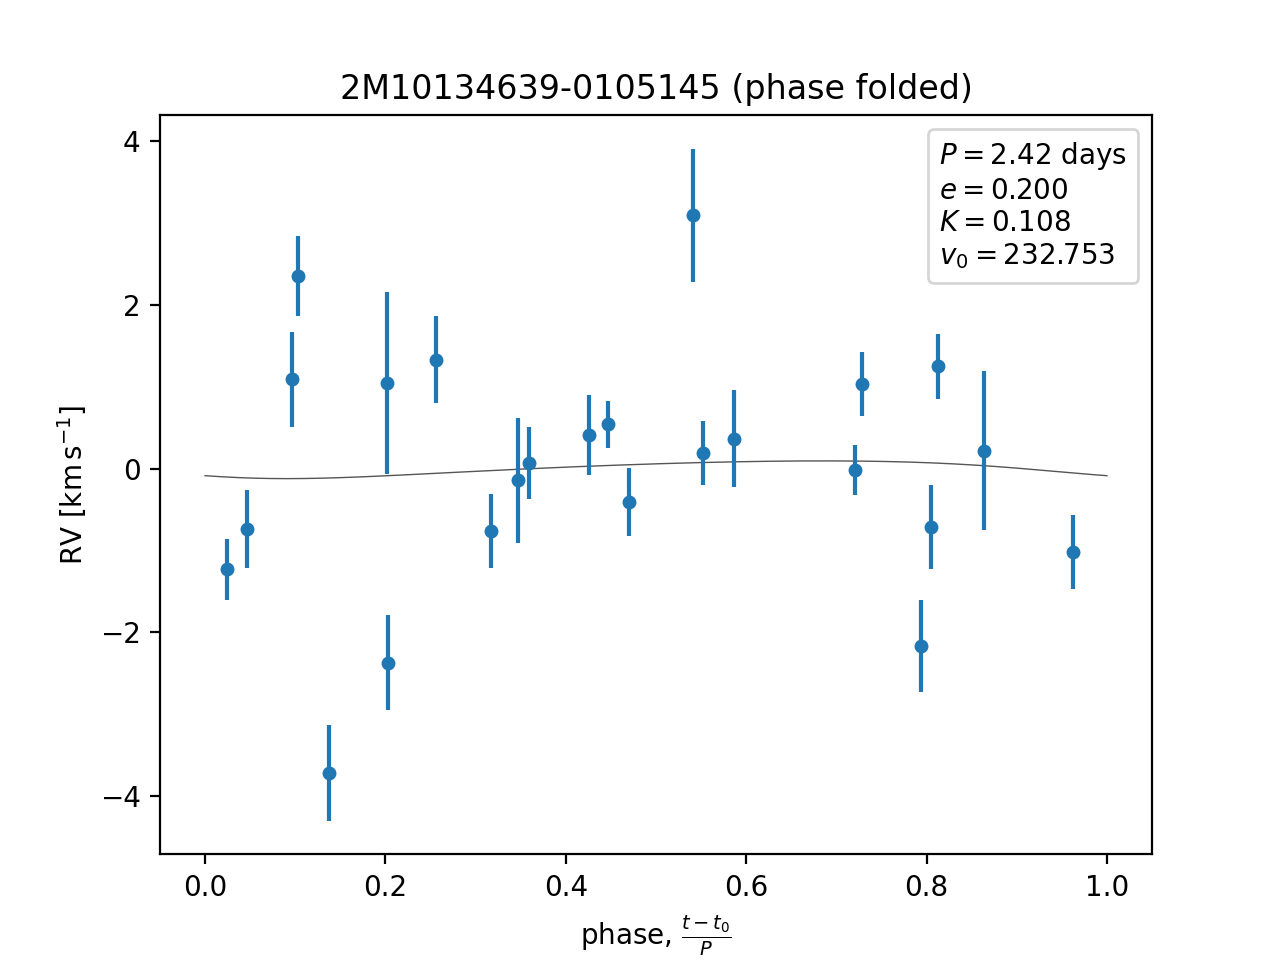 2M10134639-0105145 (phase folded)
P = 2.42 days
e = 0.200
K = 0.108
v₀ = 232.753
4
2
0
−2
−4
RV [km s⁻¹]
0.0 0.2 0.4 0.6 0.8 1.0
phase, (t − t₀)/P